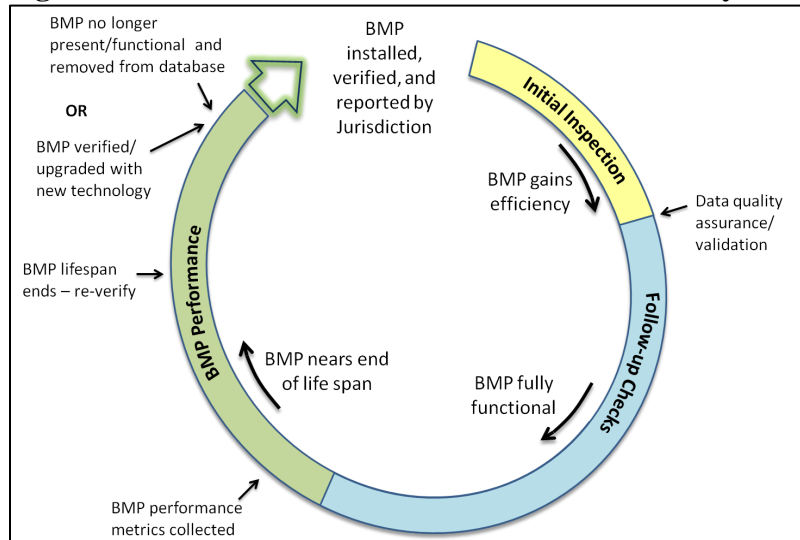 BMP
installed,
verified, and
reported by
Jurisdiction
Initial Inspection
BMP gains
efficiency
Data quality
assurance/
validation
Follow-up Checks
BMP fully
functional
BMP performance
metrics collected
BMP nears end
of life span
BMP Performance
BMP lifespan
ends – re-verify
BMP verified/
upgraded with
new technology
OR
BMP no longer
present/functional and
removed from database